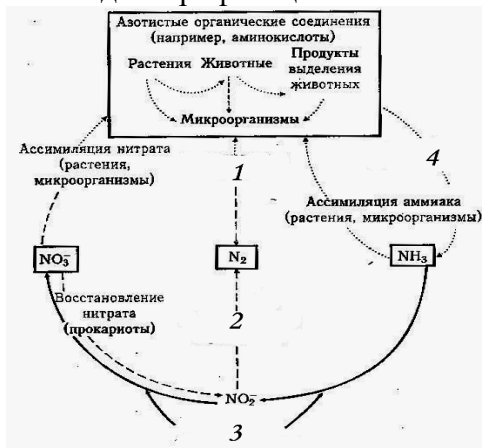 Азотистые органические соединения
(например, аминокислоты)
Растения Животные
Продукты
выделения
животных
Микроорганизмы
Ассимиляция нитрата
(растения,
микроорганизмы)
1
4
Ассимиляция аммиака
(растения, микроорганизмы)
NO₃⁻
N₂
NH₃
Восстановление
нитрата
(прокариоты)
2
NO₂⁻
3